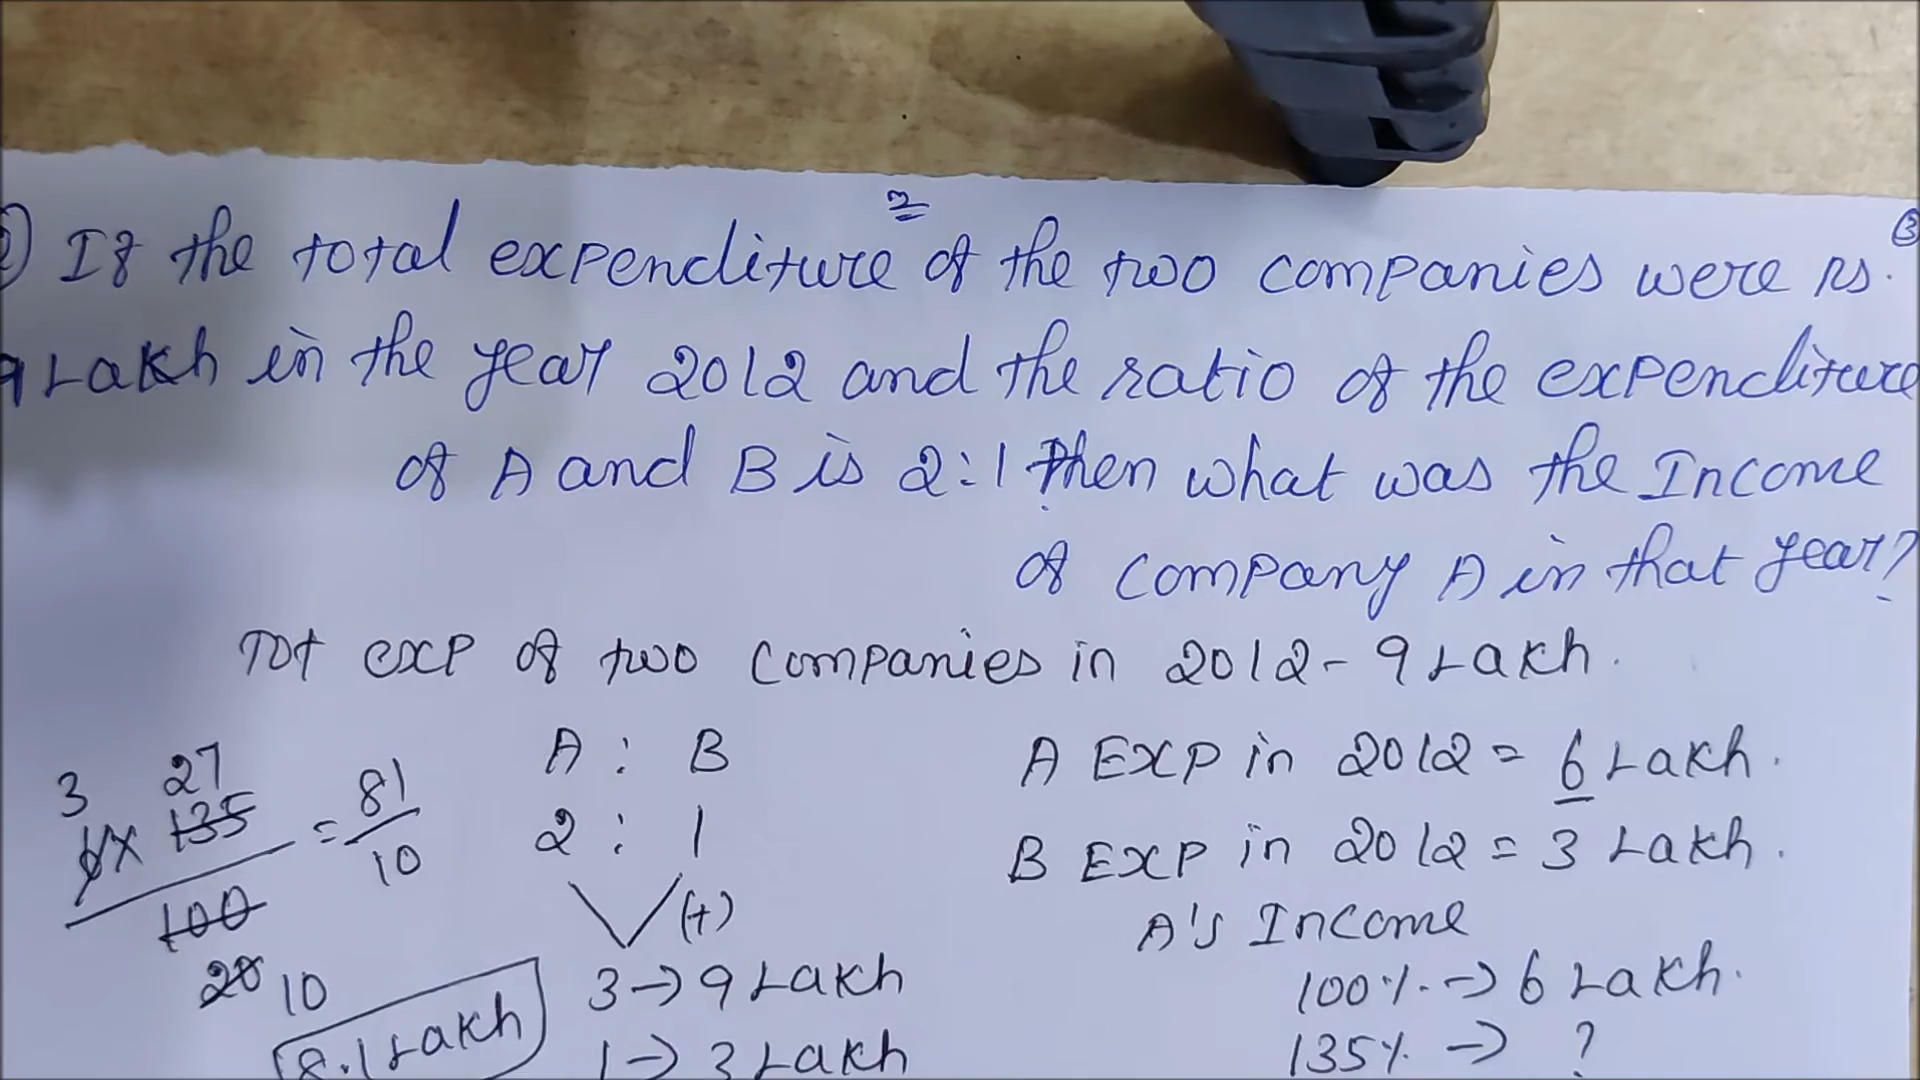 2
3
2) If the total expenditure of the two companies were rs.
9 Lakh in the year 2012 and the ratio of the expenditure
of A and B is 2:1 then what was the Income
of company A in that year?
Tot exp of two companies in 2012 - 9 Lakh.
A : B
2 : 1
(+)
3 -> 9 Lakh
1 -> 3 Lakh
3 27
6 x 135 = 81
100 10
20 10
8.1 Lakh
A Exp in 2012 = 6 Lakh.
B Exp in 2012 = 3 Lakh.
A's Income
100% -> 6 Lakh.
135% -> ?